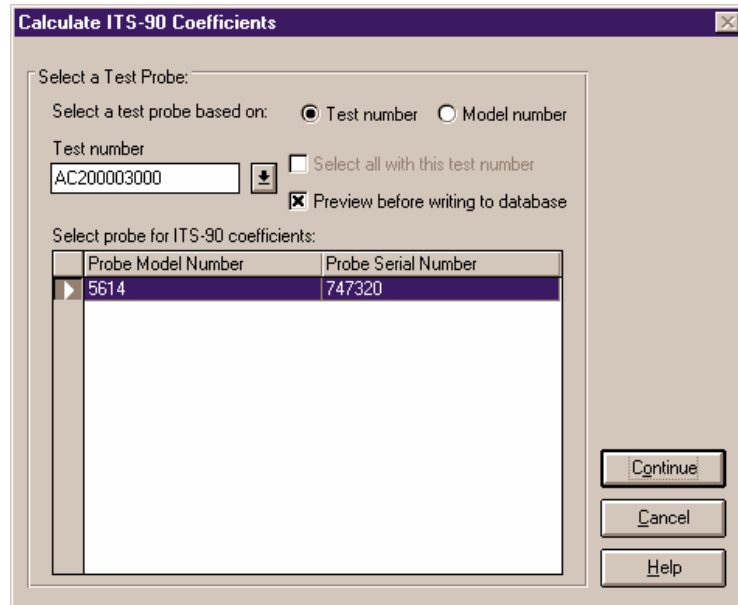 Calculate ITS-90 Coefficients
Select a Test Probe:
Select a test probe based on: Test number Model number
Test number
AC200003000
Select all with this test number
Preview before writing to database
Select probe for ITS-90 coefficients:
Probe Model Number Probe Serial Number
5614 747320
Continue
Cancel
Help